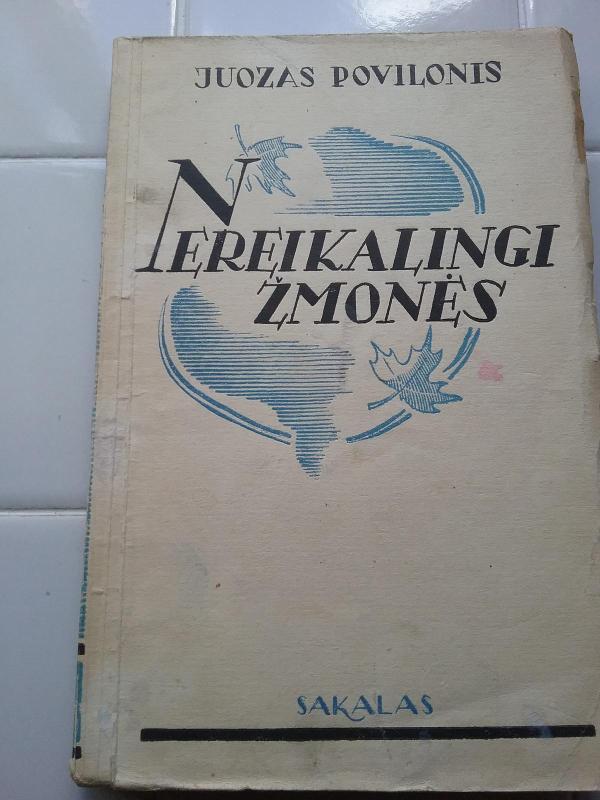 JUOZAS POVILONIS
NEREIKALINGI
ŽMONĖS
SAKALAS